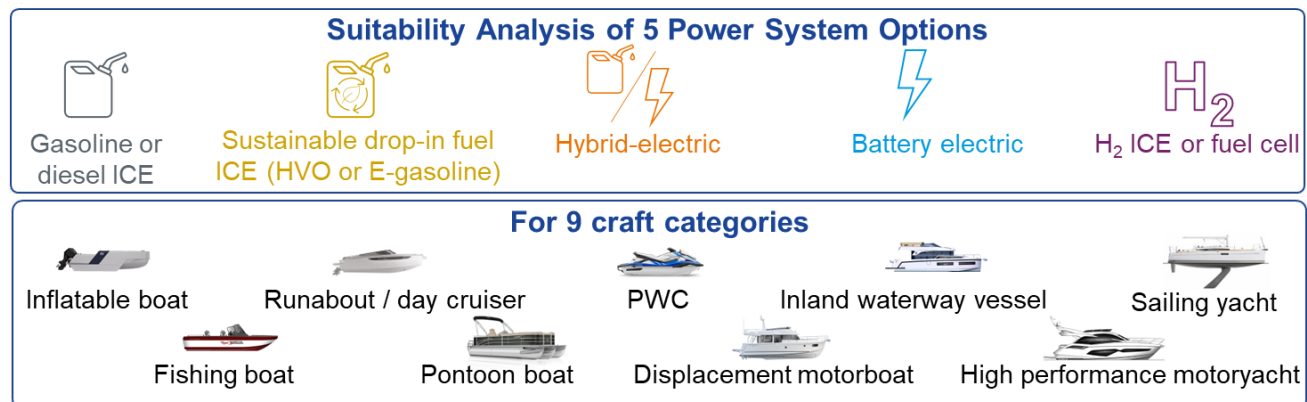 Suitability Analysis of 5 Power System Options
Gasoline or
diesel ICE
Sustainable drop-in fuel
ICE (HVO or E-gasoline)
Hybrid-electric
Battery electric
H2
H₂ ICE or fuel cell
For 9 craft categories
Inflatable boat
Runabout / day cruiser
PWC
Inland waterway vessel
Sailing yacht
Fishing boat
Pontoon boat
Displacement motorboat
High performance motoryacht